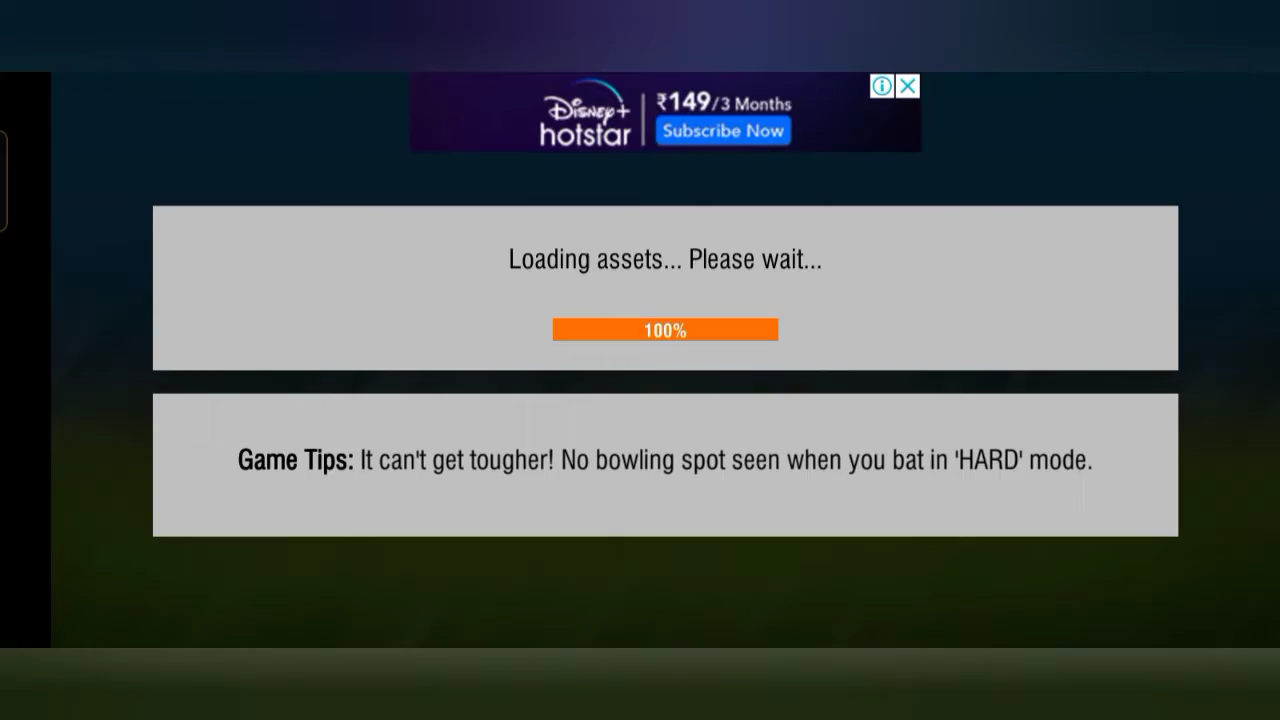 Disney+
hotstar
₹149/3 Months
Subscribe Now
Loading assets... Please wait...
100%
Game Tips: It can't get tougher! No bowling spot seen when you bat in 'HARD' mode.